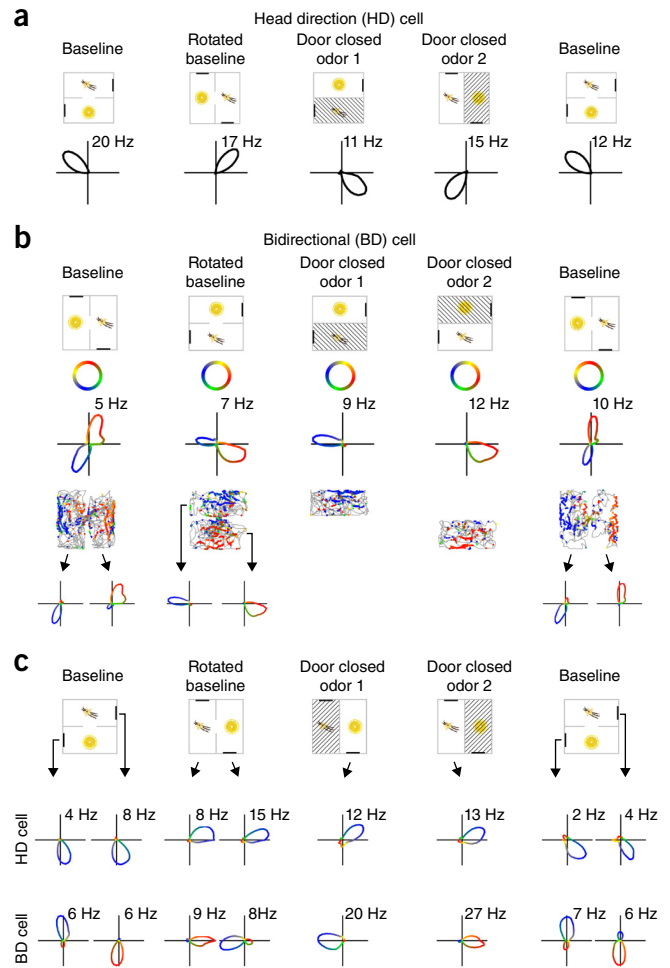 a
Head direction (HD) cell
Baseline
Rotated
baseline
Door closed
odor 1
Door closed
odor 2
Baseline
20 Hz
17 Hz
11 Hz
15 Hz
12 Hz
b
Bidirectional (BD) cell
Baseline
Rotated
baseline
Door closed
odor 1
Door closed
odor 2
Baseline
5 Hz
7 Hz
9 Hz
12 Hz
10 Hz
c
Baseline
Rotated
baseline
Door closed
odor 1
Door closed
odor 2
Baseline
HD cell
4 Hz
8 Hz
8 Hz
15 Hz
12 Hz
13 Hz
2 Hz
4 Hz
BD cell
6 Hz
6 Hz
9 Hz
8Hz
20 Hz
27 Hz
7 Hz
6 Hz